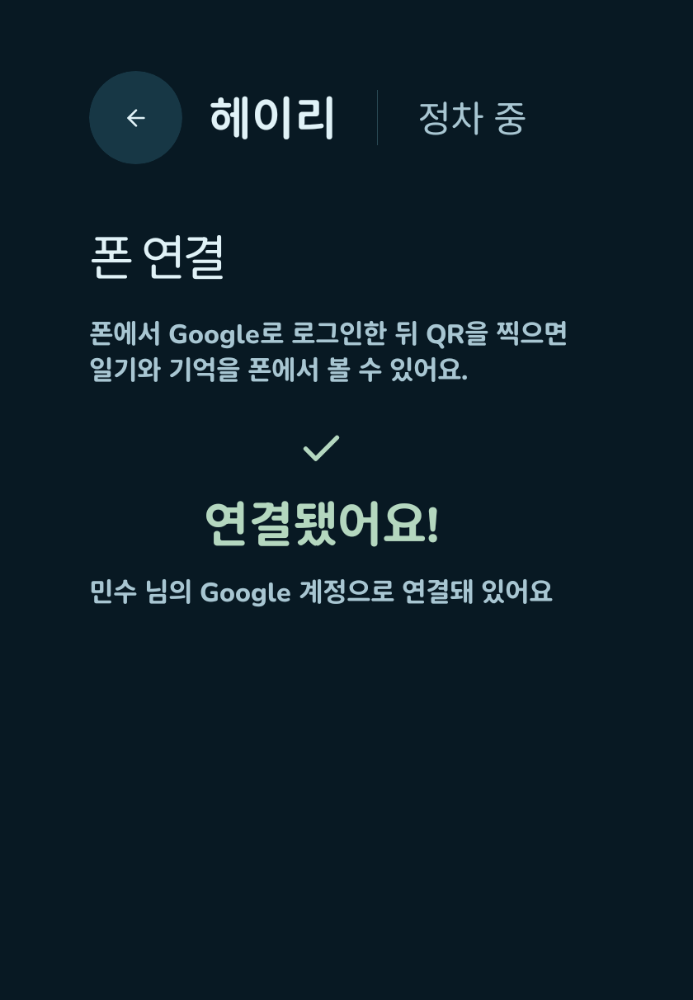 헤이리
정차 중
폰 연결
폰에서 Google로 로그인한 뒤 QR을 찍으면
일기와 기억을 폰에서 볼 수 있어요.
연결됐어요!
민수 님의 Google 계정으로 연결돼 있어요